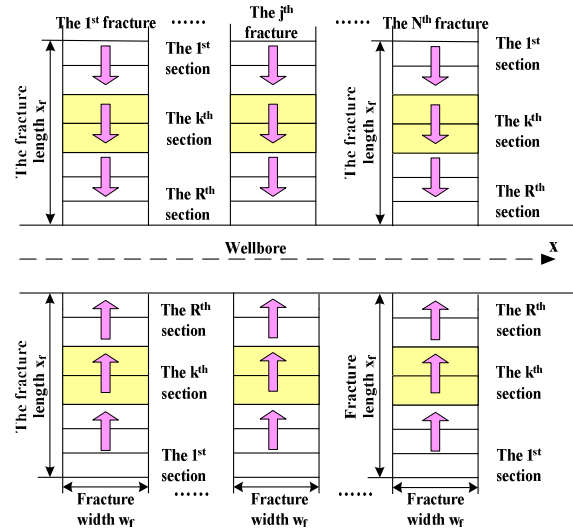 The 1st fracture
......
The jth
fracture
......
The Nth
fracture
The fracture
length xf
The 1st
section
The kth
section
The Rth
section
The fracture
length xf
The 1st
section
The kth
section
The Rth
section
Wellbore
x
The fracture
length xf
The Rth
section
The kth
section
The 1st
section
Fracture
length xf
The Rth
section
The kth
section
The 1st
section
Fracture
width wf
......
Fracture
width wf
......
Fracture
width wf